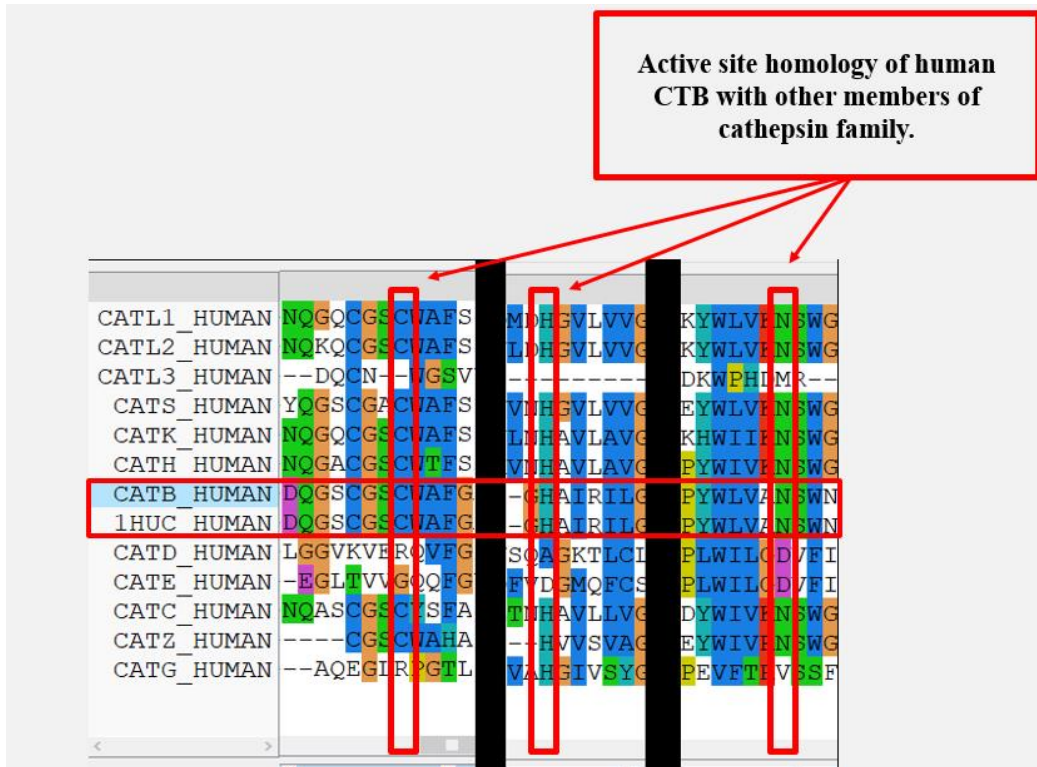 Active site homology of human
CTB with other members of
cathepsin family.
CATL1_HUMAN NQGQCGSCWAFS MDHGVLVVG KYWLVKNSWG
CATL2_HUMAN NQKQCGSCWAFS LDHGVLVVG KYWLVKNSWG
CATL3_HUMAN --DQCN--WGSV --------- DKWPHDMR--
CATS_HUMAN YQGSCGACWAFS VNHGVLVVG EYWLVKNSWG
CATK_HUMAN NQGQCGSCWAFS LNHAVLAVG KHWIIKNSWG
CATH_HUMAN NQGACGSCWTFS VNHAVLAVG PYWIVKNSWG
CATB_HUMAN DQGSCGSCWAFG -GHAIRILG PYWLVANSWN
1HUC_HUMAN DQGSCGSCWAFG -GHAIRILG PYWLVANSWN
CATD_HUMAN LGGVKVERQVFG SQAGKTLCL PLWILGDVFI
CATE_HUMAN -EGLTVVGQQFG FVDGMQFCS PLWILGDVFI
CATC_HUMAN NQASCGSCYSFA TNHAVLLVG DYWIVKNSWG
CATZ_HUMAN ----CGSCWAHA --HVVSVAG EYWIVRNSWG
CATG_HUMAN --AQEGLRPGTL VAHGIVSYG PEVFTRVSSF